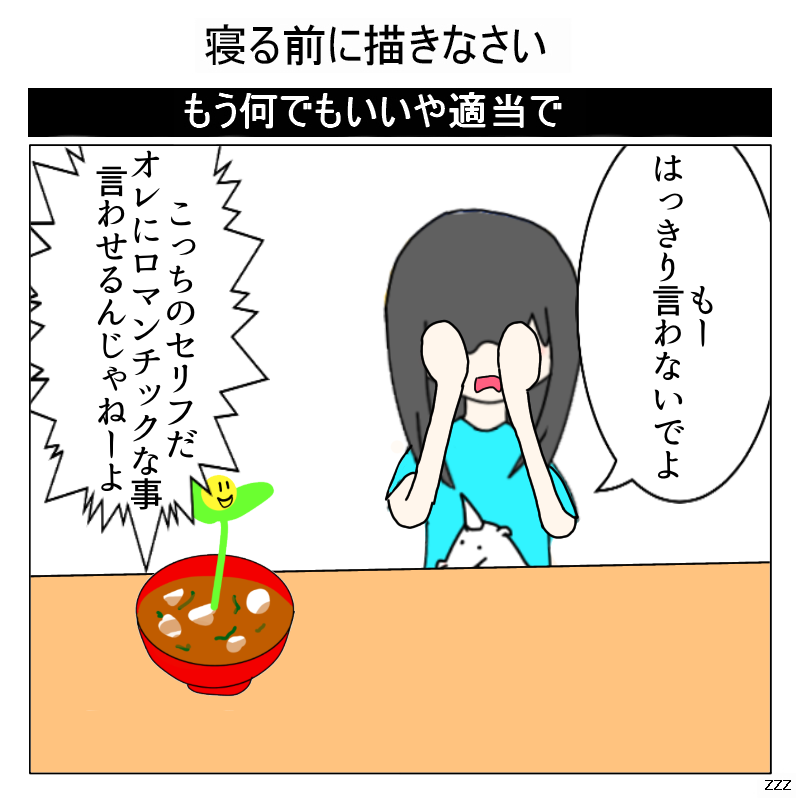 寝る前に描きなさい
もう何でもいいや適当で
もー
はっきり言わないでよ
こっちのセリフだ
オレにロマンチックな事
言わせるんじゃねーよ
zzz